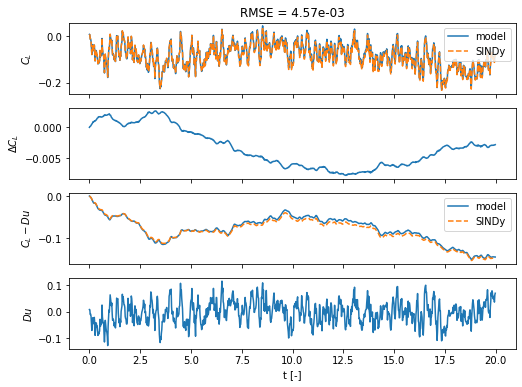 RMSE = 4.57e-03
0.0
−0.2
C_L
model
SINDy
0.000
−0.005
ΔC_L
0.0
−0.1
C_L − Du
model
SINDy
0.1
0.0
−0.1
Du
0.0 2.5 5.0 7.5 10.0 12.5 15.0 17.5 20.0
t [-]